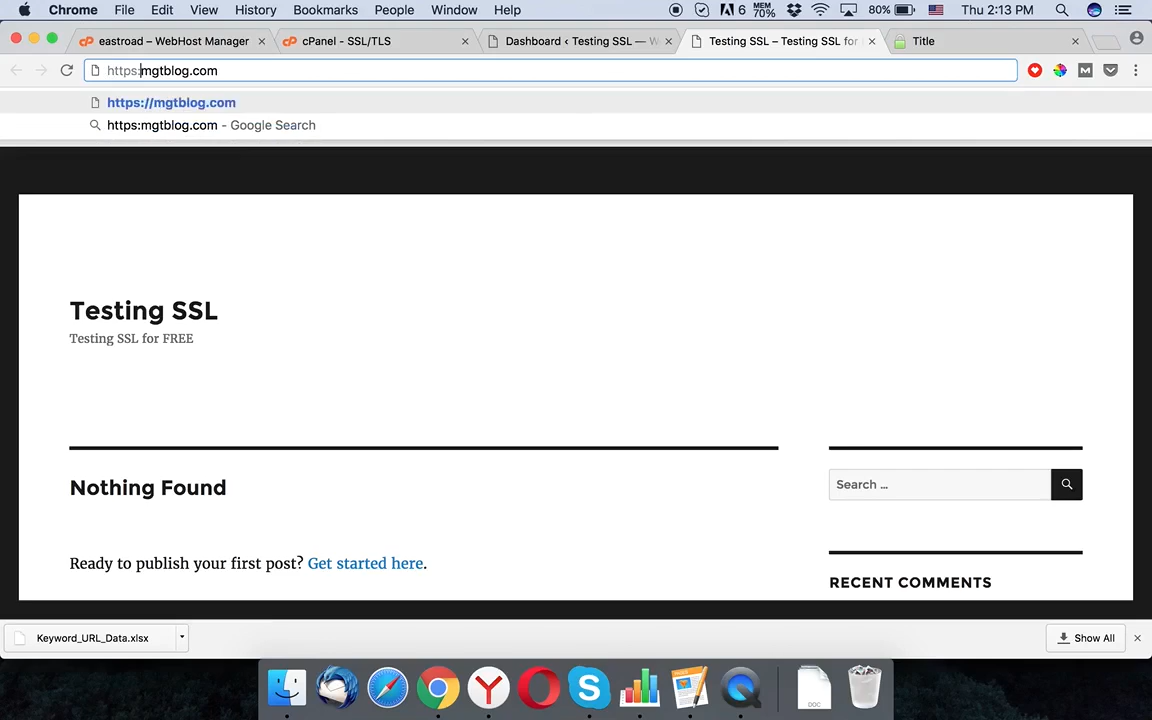 Chrome File Edit View History Bookmarks People Window Help 6 MEM 70% 80% Thu 2:13 PM
eastroad – WebHost Manager
cPanel - SSL/TLS
Dashboard ‹ Testing SSL — W
Testing SSL – Testing SSL for
Title
https:mgtblog.com
https://mgtblog.com
https:mgtblog.com - Google Search
Testing SSL
Testing SSL for FREE
Nothing Found
Search …
Ready to publish your first post? Get started here.
RECENT COMMENTS
Keyword_URL_Data.xlsx
Show All
DOC